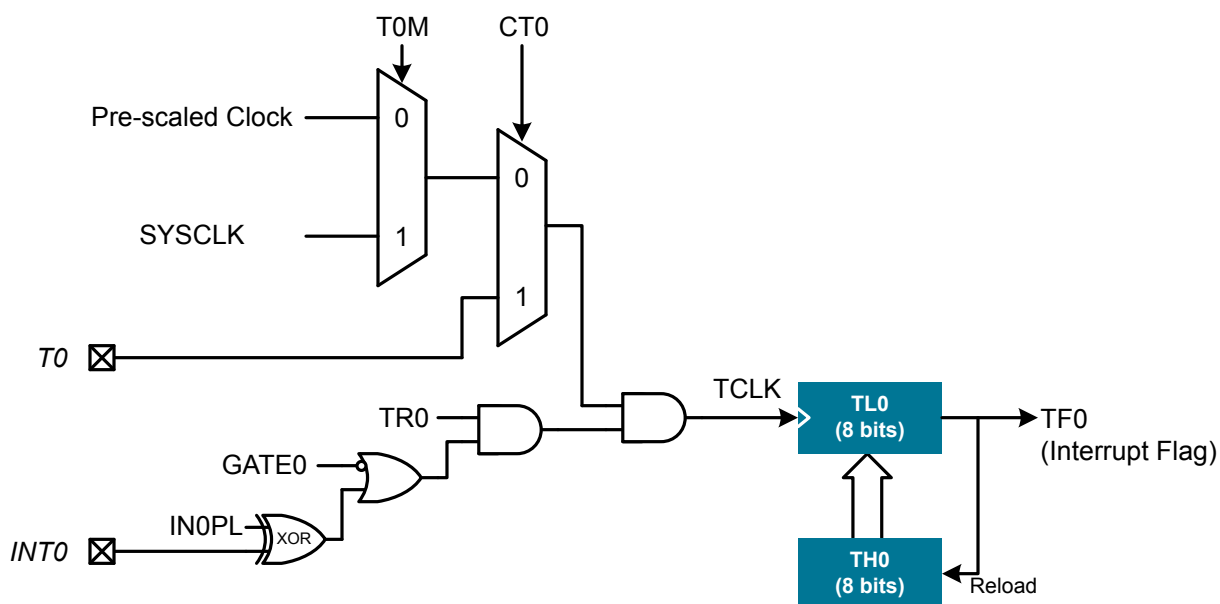 T0M
CT0
Pre-scaled Clock
0
0
SYSCLK
1
1
T0
TCLK
TR0
TL0
(8 bits)
TF0
(Interrupt Flag)
GATE0
IN0PL
XOR
INT0
TH0
(8 bits)
Reload